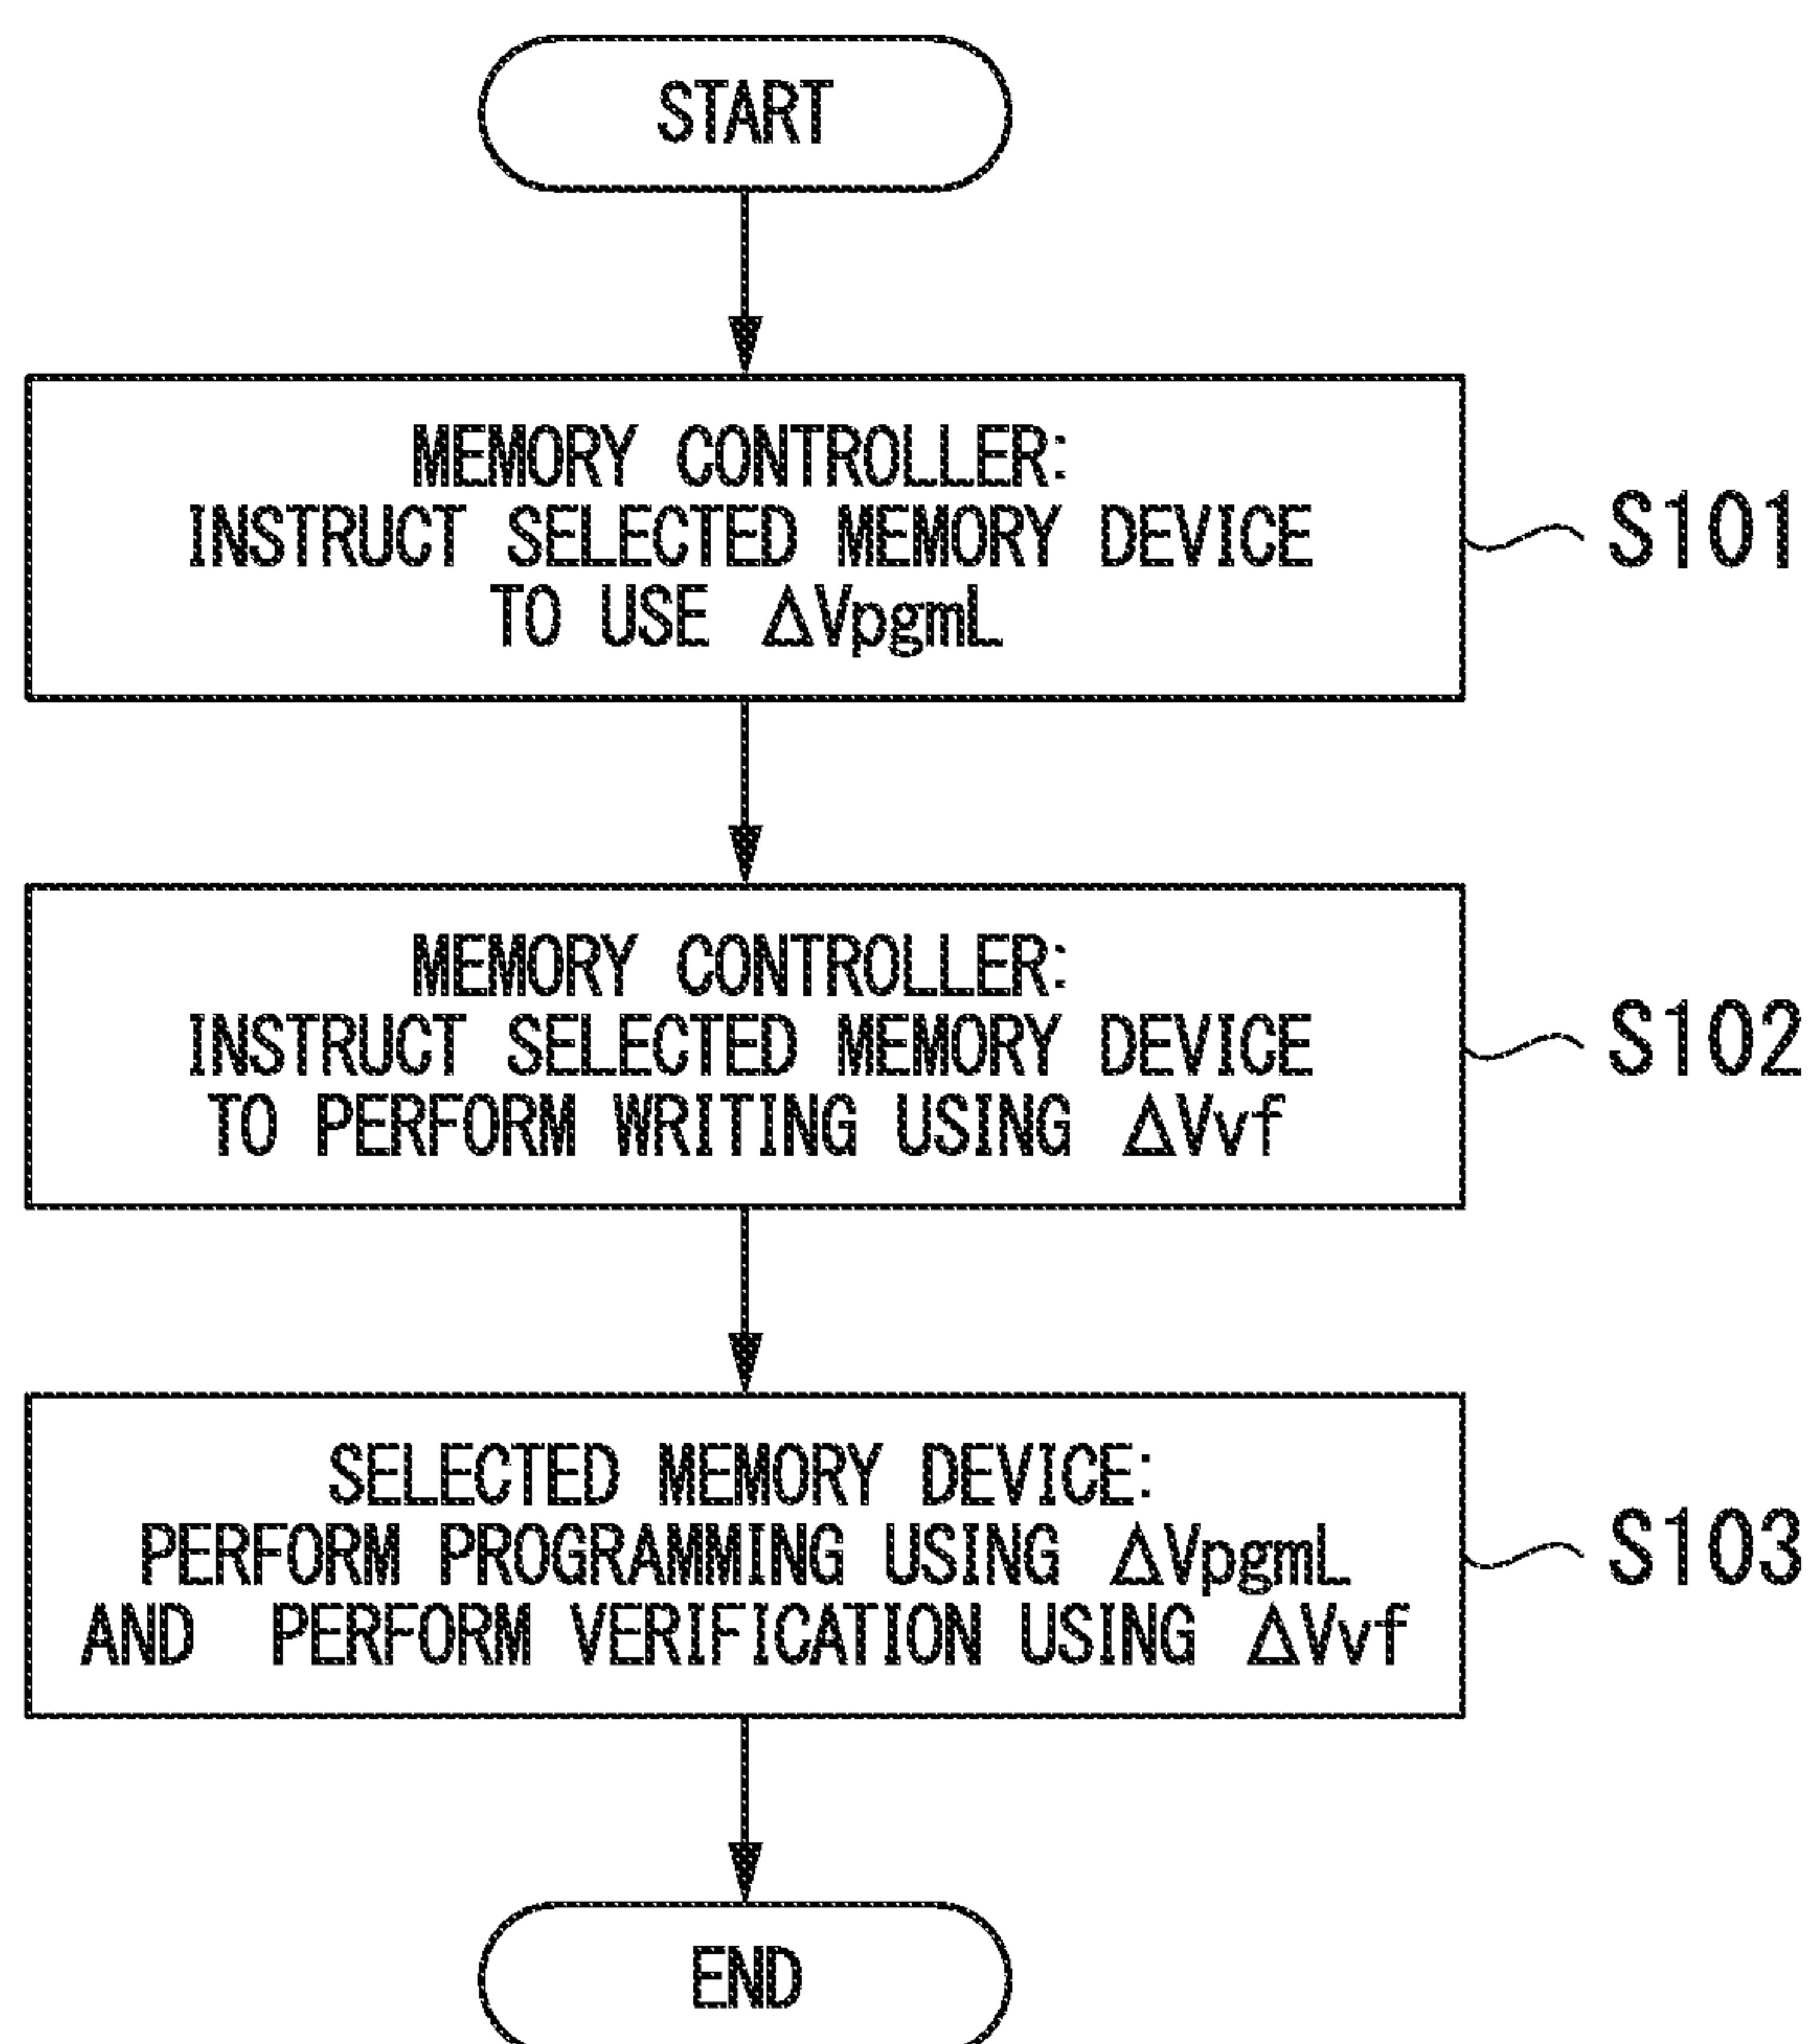 START
MEMORY CONTROLLER:
INSTRUCT SELECTED MEMORY DEVICE
TO USE ΔVpgmL
S101
MEMORY CONTROLLER:
INSTRUCT SELECTED MEMORY DEVICE
TO PERFORM WRITING USING ΔVvf
S102
SELECTED MEMORY DEVICE:
PERFORM PROGRAMMING USING ΔVpgmL
AND PERFORM VERIFICATION USING ΔVvf
S103
END